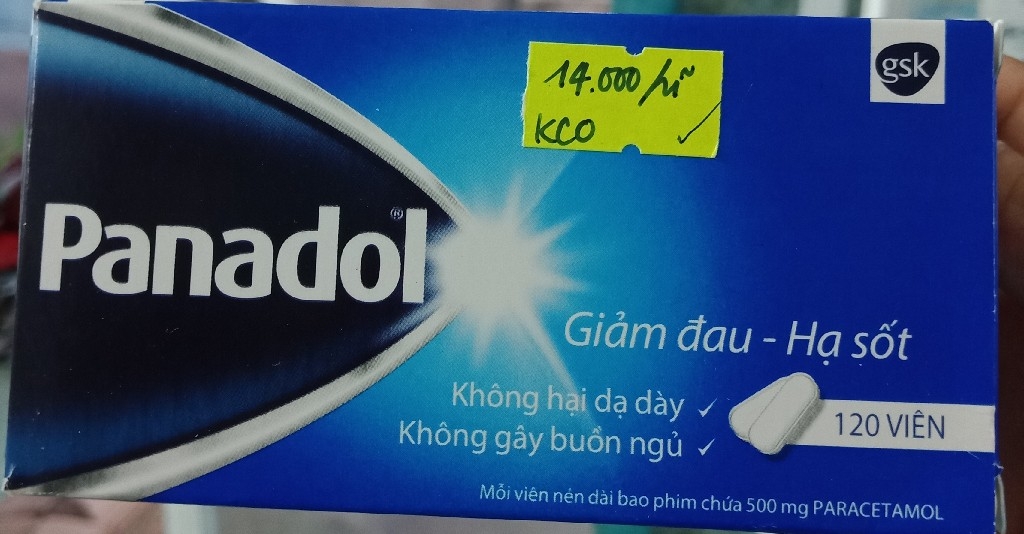 14.000/vĩ
KCO
gsk
Panadol®
Giảm đau - Hạ sốt
Không hại dạ dày ✓
Không gây buồn ngủ ✓
120 VIÊN
Mỗi viên nén dài bao phim chứa 500 mg PARACETAMOL